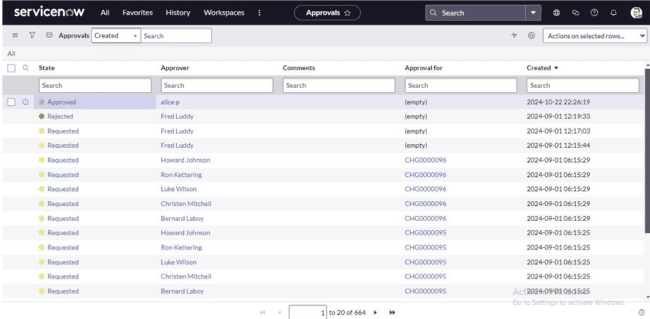 servicenow All Favorites History Workspaces Approvals Search
Approvals Created Search Actions on selected rows...
All
State Approver Comments Approval for Created
Search Search Search Search Search
Approved alice p (empty) 2024-10-22 22:26:19
Rejected Fred Luddy (empty) 2024-09-01 12:19:33
Requested Fred Luddy (empty) 2024-09-01 12:17:03
Requested Fred Luddy (empty) 2024-09-01 12:15:44
Requested Howard Johnson CHG0000096 2024-09-01 06:15:29
Requested Ron Kettering CHG0000096 2024-09-01 06:15:29
Requested Luke Wilson CHG0000096 2024-09-01 06:15:29
Requested Christen Mitchell CHG0000096 2024-09-01 06:15:29
Requested Bernard Laboy CHG0000096 2024-09-01 06:15:29
Requested Howard Johnson CHG0000095 2024-09-01 06:15:25
Requested Ron Kettering CHG0000095 2024-09-01 06:15:25
Requested Luke Wilson CHG0000095 2024-09-01 06:15:25
Requested Christen Mitchell CHG0000095 2024-09-01 06:15:25
Requested Bernard Laboy CHG0000095 2024-09-01 06:15:25
Go to Settings to activate Windows.
1 to 20 of 664